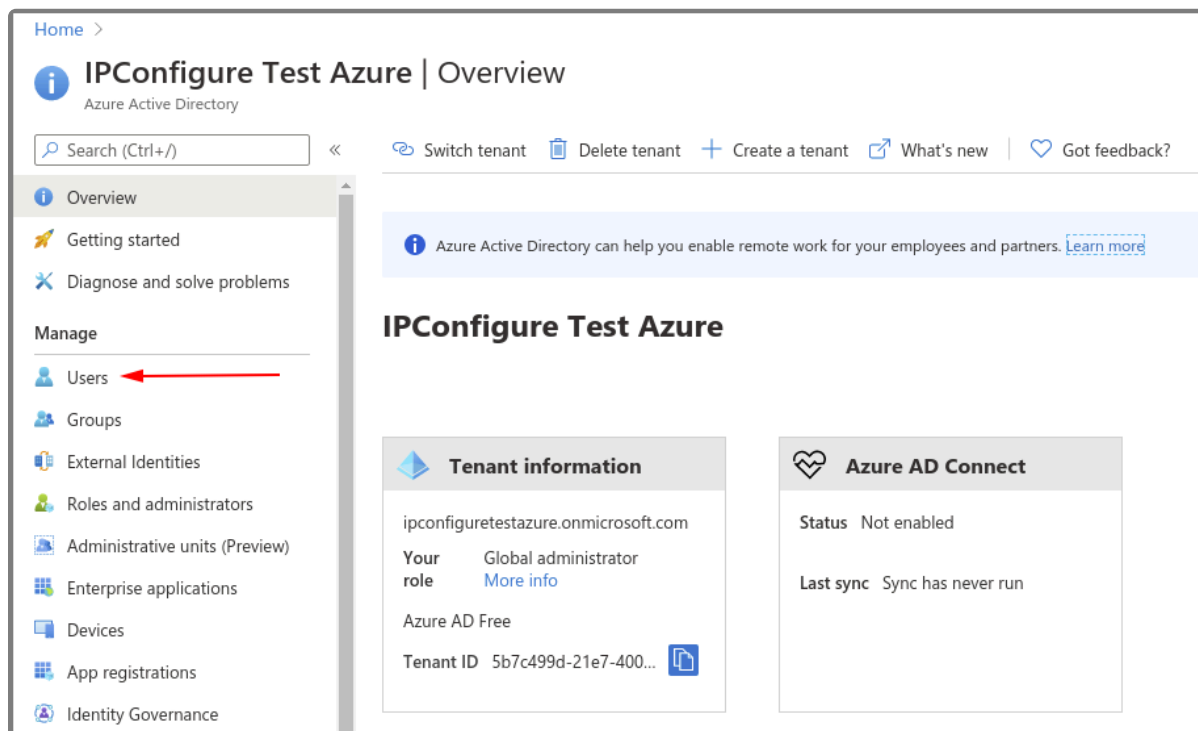 Home >
IPConfigure Test Azure | Overview
Azure Active Directory
Search (Ctrl+/)
«
Switch tenant
Delete tenant
Create a tenant
What's new
Got feedback?
Overview
Getting started
Diagnose and solve problems
Manage
Users
Groups
External Identities
Roles and administrators
Administrative units (Preview)
Enterprise applications
Devices
App registrations
Identity Governance
Azure Active Directory can help you enable remote work for your employees and partners. Learn more
IPConfigure Test Azure
Tenant information
ipconfiguretestazure.onmicrosoft.com
Your role Global administrator
More info
Azure AD Free
Tenant ID 5b7c499d-21e7-400...
Azure AD Connect
Status Not enabled
Last sync Sync has never run